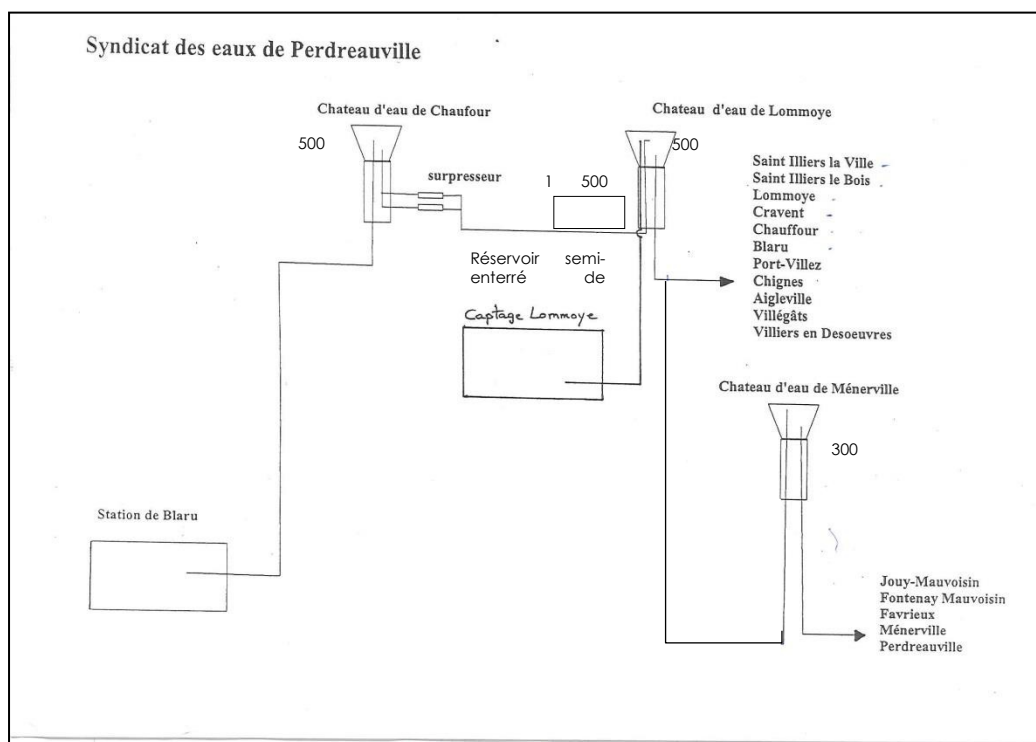 Syndicat des eaux de Perdreauville
Chateau d'eau de Chaufour
500
surpresseur
Chateau d'eau de Lommoye
500
1 500
Réservoir semi-
enterré de
Captage Lommoye
Saint Illiers la Ville
Saint Illiers le Bois
Lommoye
Cravent
Chauffour
Blaru
Port-Villez
Chignes
Aigleville
Villégâts
Villiers en Desoeuvres
Chateau d'eau de Ménerville
300
Station de Blaru
Jouy-Mauvoisin
Fontenay Mauvoisin
Favrieux
Ménerville
Perdreauville